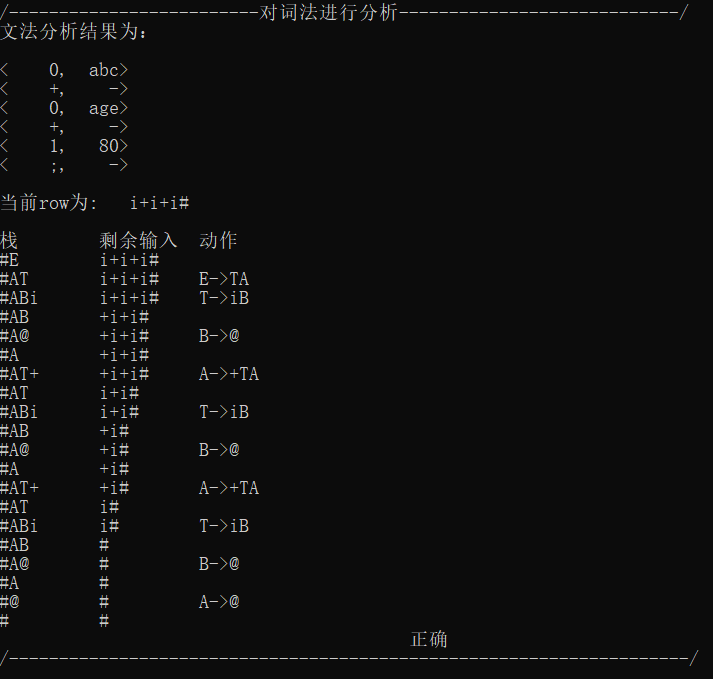 /-------------------------对词法进行分析----------------------------/
文法分析结果为:
<    0,  abc>
<    +,    ->
<    0,  age>
<    +,    ->
<    1,   80>
<    ;,    ->
当前row为:   i+i+i#
栈        剩余输入  动作
#E        i+i+i#
#AT       i+i+i#    E->TA
#ABi      i+i+i#    T->iB
#AB       +i+i#
#A@       +i+i#     B->@
#A        +i+i#
#AT+      +i+i#     A->+TA
#AT       i+i#
#ABi      i+i#      T->iB
#AB       +i#
#A@       +i#       B->@
#A        +i#
#AT+      +i#       A->+TA
#AT       i#
#ABi      i#        T->iB
#AB       #
#A@       #         B->@
#A        #
#@        #         A->@
#         #
正确
/--------------------------------------------------------------------/